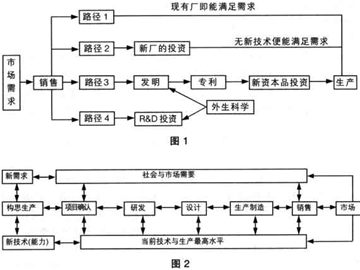 路径1
现有厂即能满足需求
路径2
新厂的投资
无新技术便能满足需求
市场需求
销售
路径3
发明
专利
新资本品投资
生产
路径4
R&D投资
外生科学
图1
新需求
社会与市场需要
构思生产
项目确认
研发
设计
生产制造
销售
市场
新技术(能力)
当前技术与生产最高水平
图2